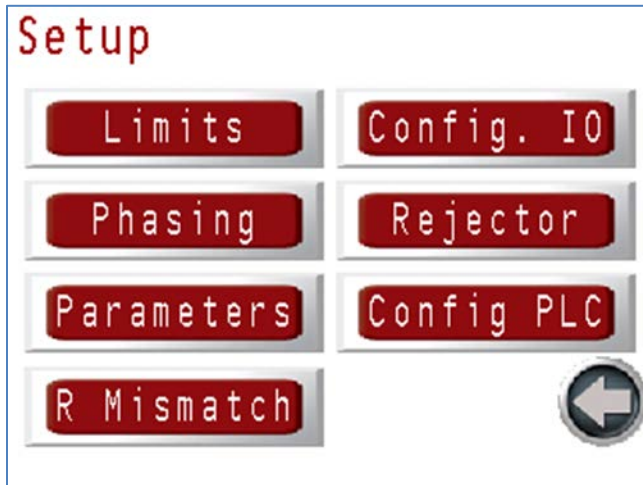 Setup
Limits
Config. IO
Phasing
Rejector
Parameters
Config PLC
R Mismatch